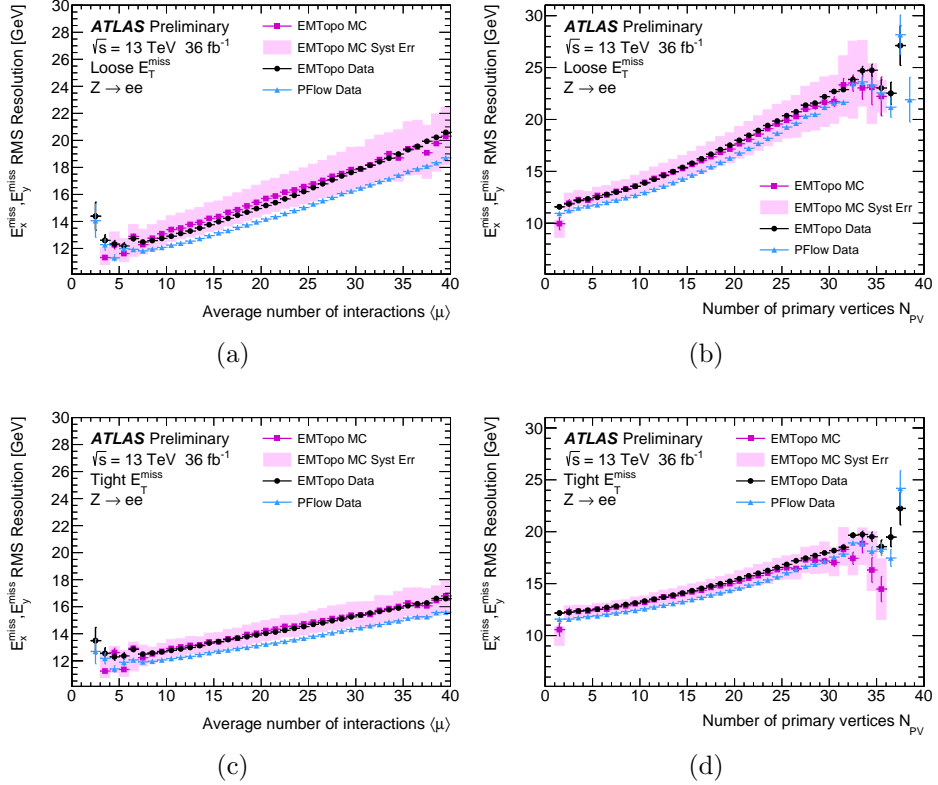 ATLAS Preliminary
√s = 13 TeV 36 fb⁻¹
Loose E_T^miss
Z → ee
EMTopo MC
EMTopo MC Syst Err
EMTopo Data
PFlow Data
E_x^miss, E_y^miss RMS Resolution [GeV]
30
28
26
24
22
20
18
16
14
12
0 5 10 15 20 25 30 35 40
Average number of interactions ⟨μ⟩
(a)
ATLAS Preliminary
√s = 13 TeV 36 fb⁻¹
Loose E_T^miss
Z → ee
EMTopo MC
EMTopo MC Syst Err
EMTopo Data
PFlow Data
E_x^miss, E_y^miss RMS Resolution [GeV]
30
25
20
15
10
5
0 5 10 15 20 25 30 35 40
Number of primary vertices N_PV
(b)
ATLAS Preliminary
√s = 13 TeV 36 fb⁻¹
Tight E_T^miss
Z → ee
EMTopo MC
EMTopo MC Syst Err
EMTopo Data
PFlow Data
E_x^miss, E_y^miss RMS Resolution [GeV]
30
28
26
24
22
20
18
16
14
12
0 5 10 15 20 25 30 35 40
Average number of interactions ⟨μ⟩
(c)
ATLAS Preliminary
√s = 13 TeV 36 fb⁻¹
Tight E_T^miss
Z → ee
EMTopo MC
EMTopo MC Syst Err
EMTopo Data
PFlow Data
E_x^miss, E_y^miss RMS Resolution [GeV]
30
25
20
15
10
5
0 5 10 15 20 25 30 35 40
Number of primary vertices N_PV
(d)